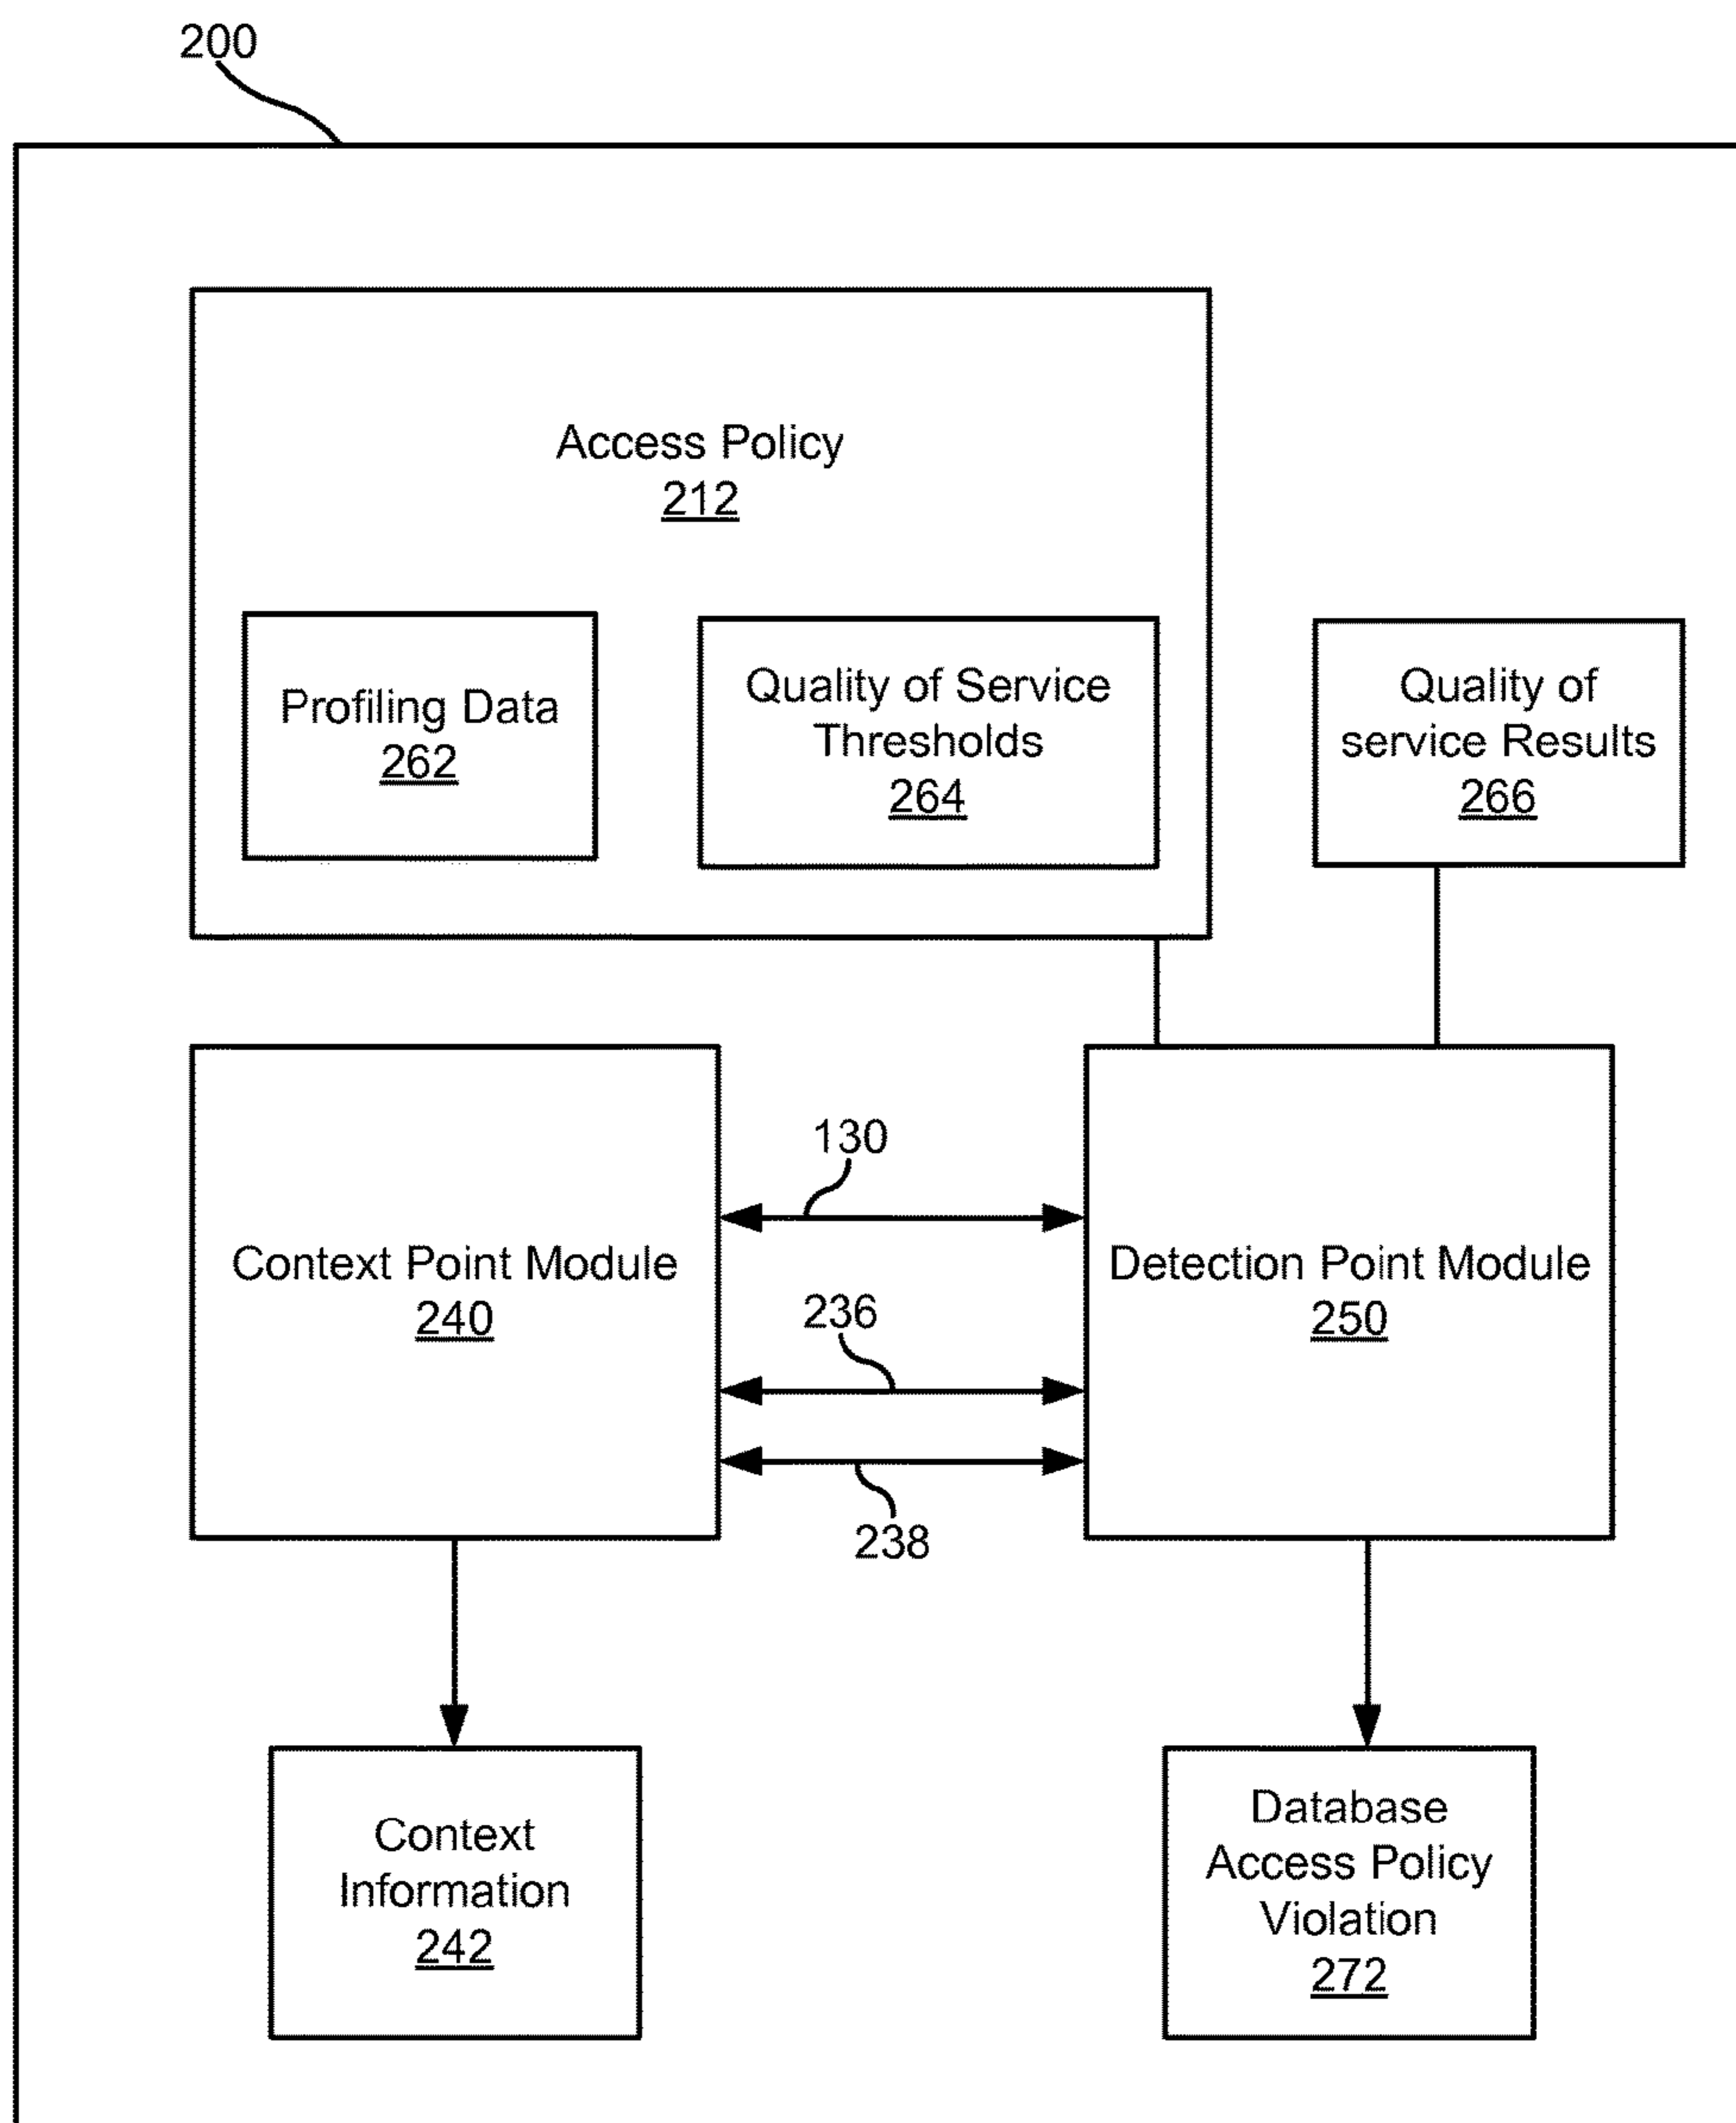 200
Access Policy
212
Profiling Data
262
Quality of Service
Thresholds
264
Quality of
service Results
266
Context Point Module
240
130
236
238
Detection Point Module
250
Context
Information
242
Database
Access Policy
Violation
272